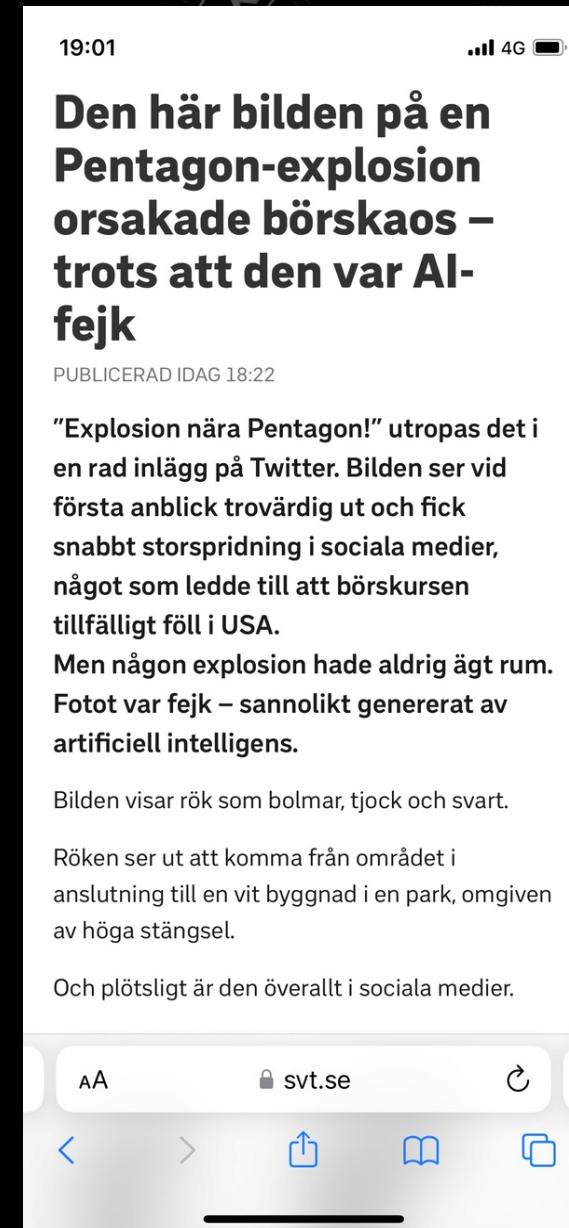 19:01
4G
Den här bilden på en
Pentagon-explosion
orsakade börskaos –
trots att den var AI-
fejk
PUBLICERAD IDAG 18:22
”Explosion nära Pentagon!” utropas det i
en rad inlägg på Twitter. Bilden ser vid
första anblick trovärdig ut och fick
snabbt storspridning i sociala medier,
något som ledde till att börskursen
tillfälligt föll i USA.
Men någon explosion hade aldrig ägt rum.
Fotot var fejk – sannolikt genererat av
artificiell intelligens.
Bilden visar rök som bolmar, tjock och svart.
Röken ser ut att komma från området i
anslutning till en vit byggnad i en park, omgiven
av höga stängsel.
Och plötsligt är den överallt i sociala medier.
AA
svt.se